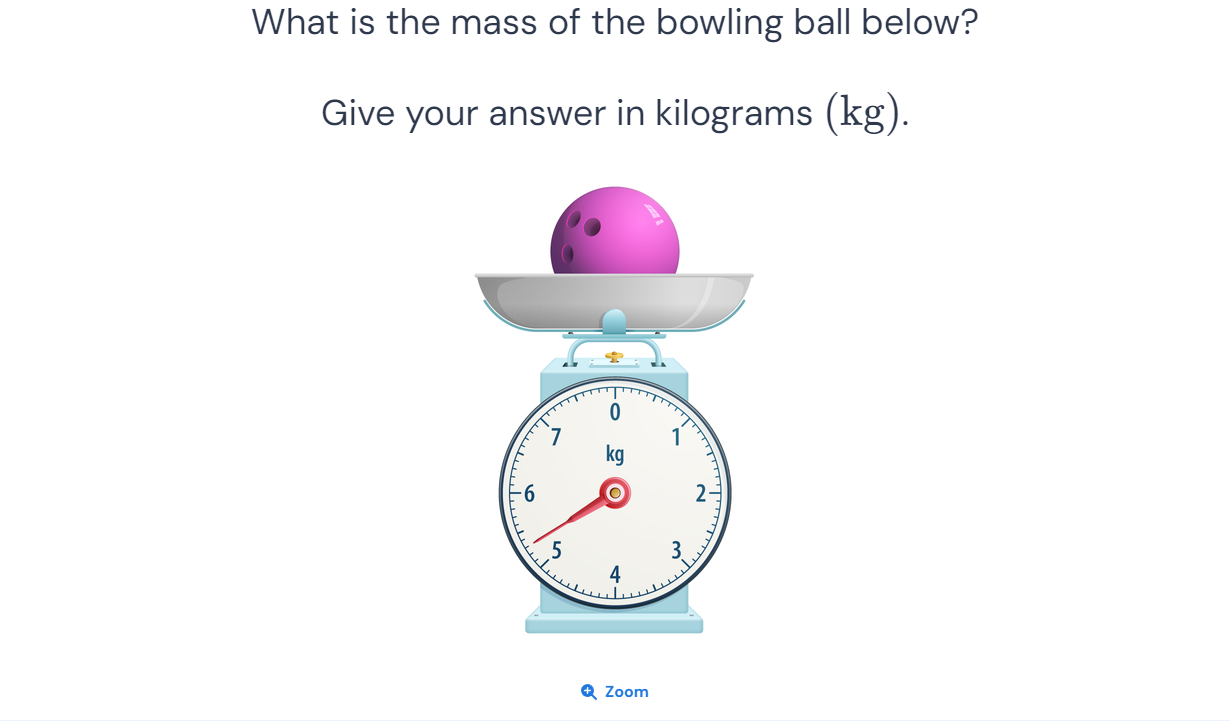 What is the mass of the bowling ball below?
Give your answer in kilograms (kg).
0
7 1
kg
6 2
5 3
4
Zoom